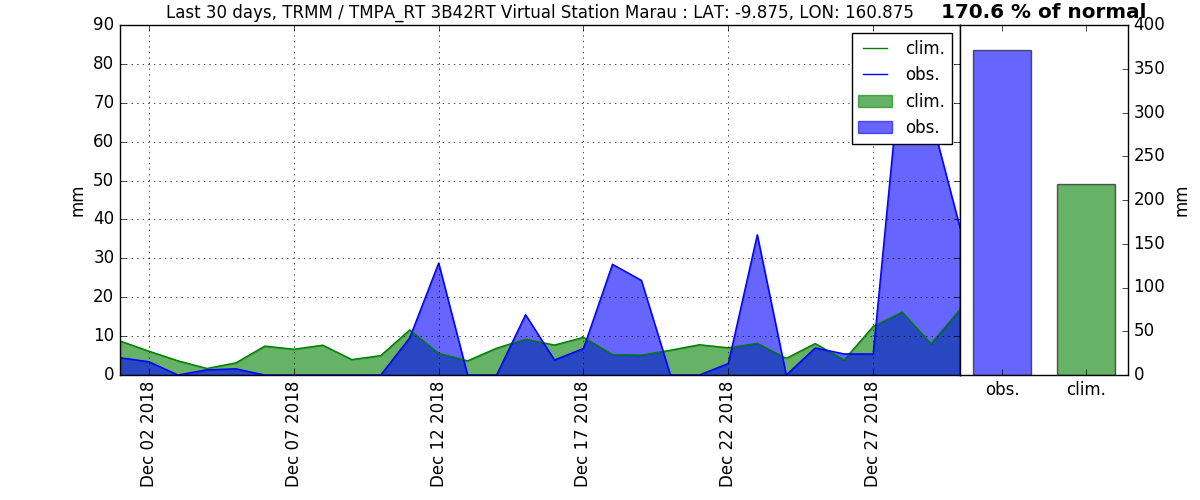 Last 30 days, TRMM / TMPA_RT 3B42RT Virtual Station Marau : LAT: -9.875, LON: 160.875
170.6 % of normal
90
80
70
60
50
40
30
20
10
0
mm
clim.
obs.
clim.
obs.
Dec 02 2018
Dec 07 2018
Dec 12 2018
Dec 17 2018
Dec 22 2018
Dec 27 2018
400
350
300
250
200
150
100
50
0
mm
obs.
clim.